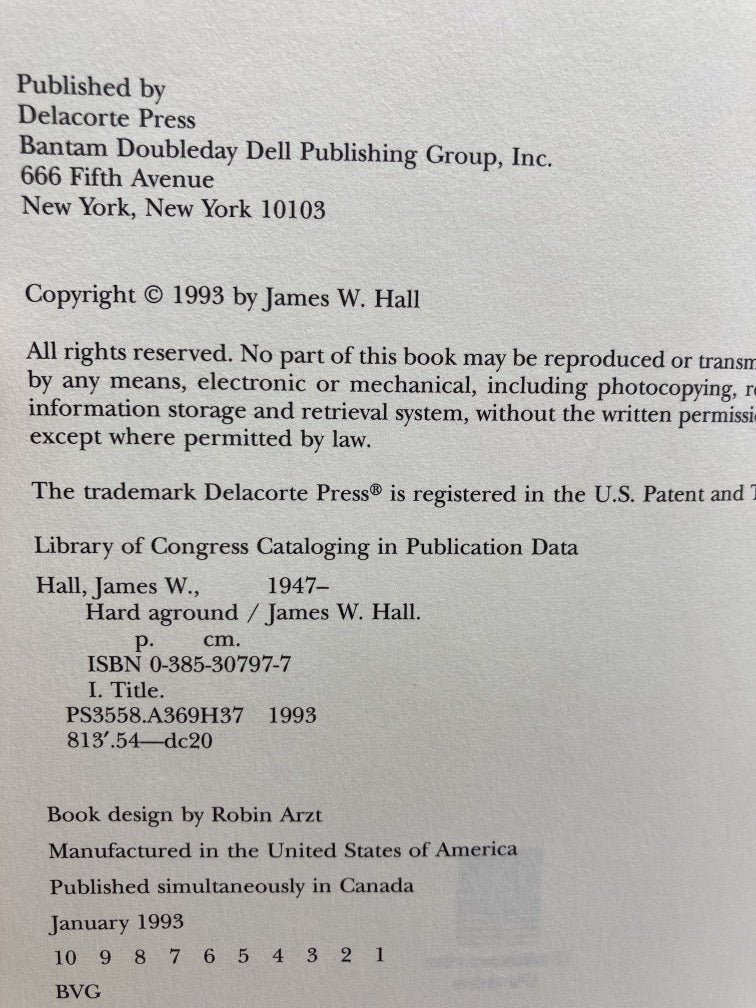 Published by
Delacorte Press
Bantam Doubleday Dell Publishing Group, Inc.
666 Fifth Avenue
New York, New York 10103
Copyright © 1993 by James W. Hall
All rights reserved. No part of this book may be reproduced or transm
by any means, electronic or mechanical, including photocopying, r
information storage and retrieval system, without the written permissi
except where permitted by law.
The trademark Delacorte Press® is registered in the U.S. Patent and
Library of Congress Cataloging in Publication Data
Hall, James W., 1947–
Hard aground / James W. Hall.
p. cm.
ISBN 0-385-30797-7
I. Title.
PS3558.A369H37 1993
813′.54—dc20
Book design by Robin Arzt
Manufactured in the United States of America
Published simultaneously in Canada
January 1993
10 9 8 7 6 5 4 3 2 1
BVG